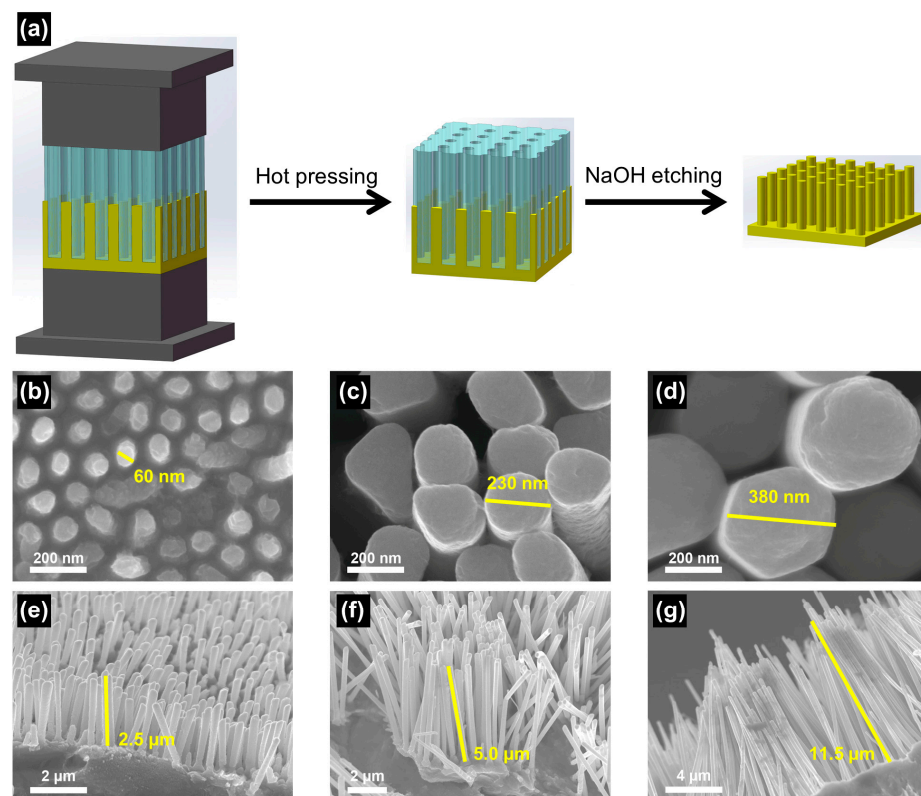 (a)
Hot pressing
NaOH etching
(b)
60 nm
200 nm
(c)
230 nm
200 nm
(d)
380 nm
200 nm
(e)
2.5 µm
2 µm
(f)
5.0 µm
2 µm
(g)
11.5 µm
4 µm